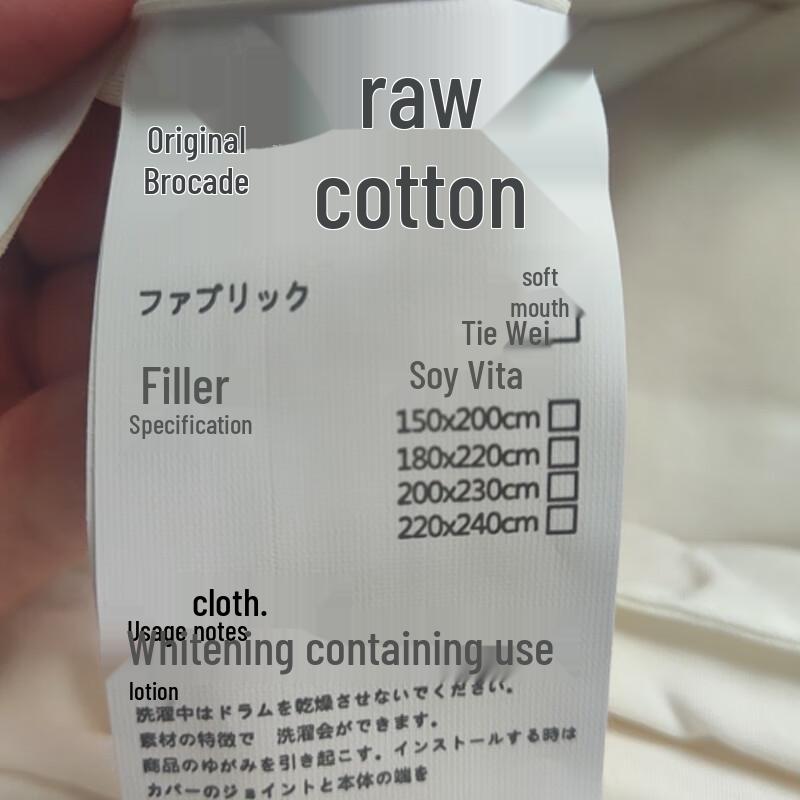 raw
cotton
Original
Brocade
ファブリック
soft
mouth
Tie Wei
Filler
Soy Vita
Specification
150x200cm
180x220cm
200x230cm
220x240cm
cloth.
Usage notes
Whitening containing use
lotion
洗濯中はドラムを乾燥させないでください。
素材の特徴で 洗濯会ができます。
商品のゆがみを引き起こす。インストールする時は
カバーのジョイントと本体の端を